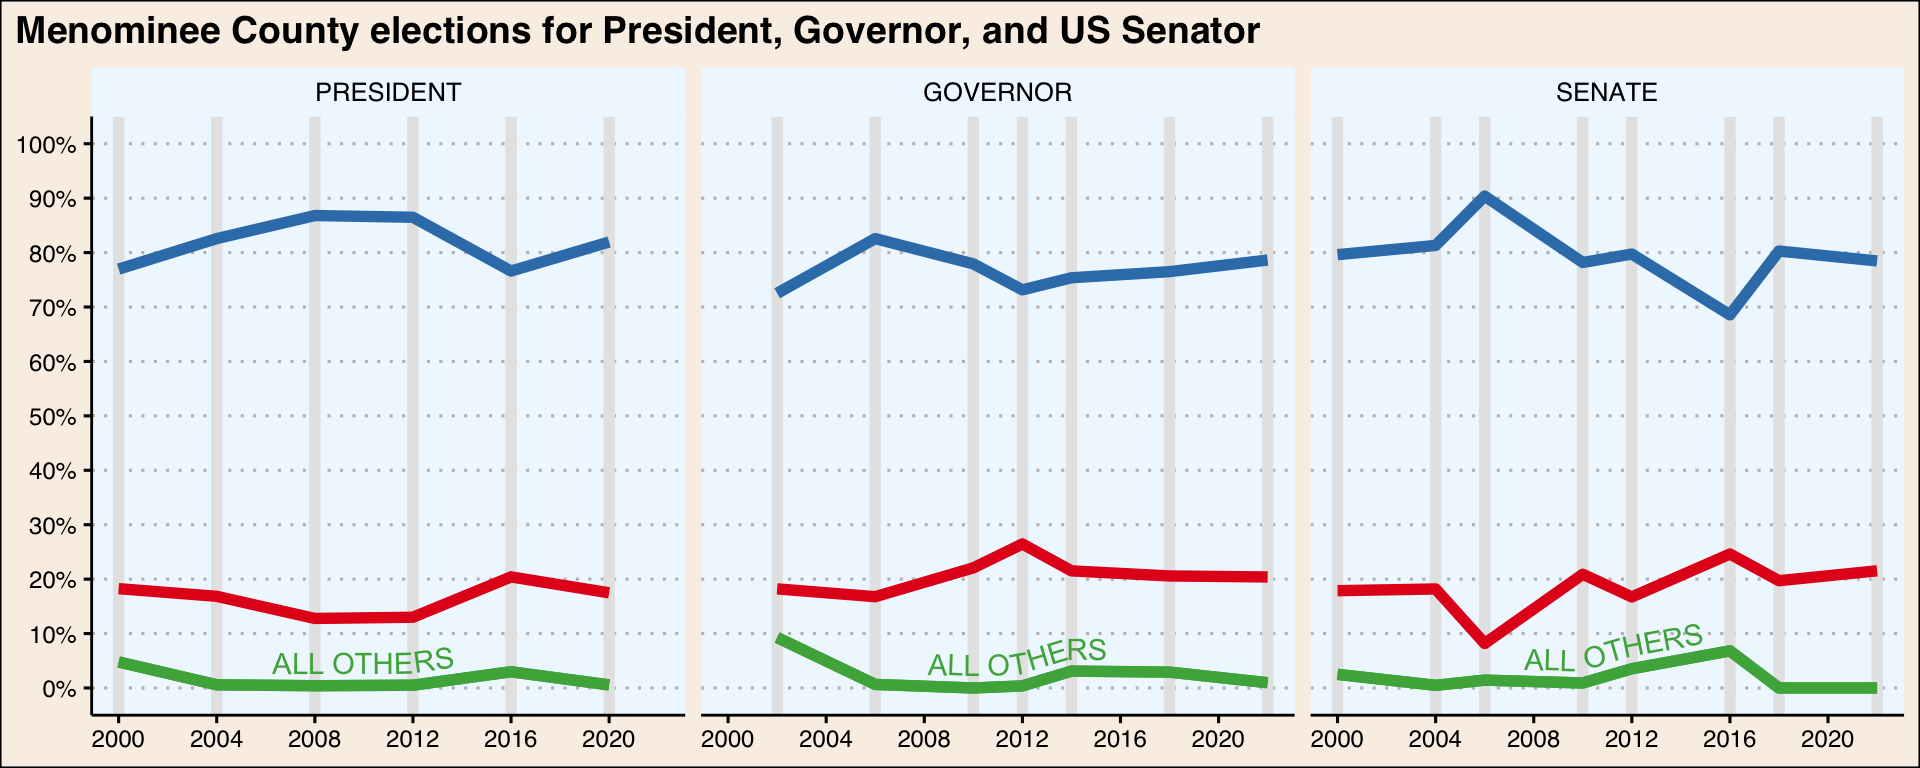 Menominee County elections for President, Governor, and US Senator
PRESIDENT
GOVERNOR
SENATE
100%
90%
80%
70%
60%
50%
40%
30%
20%
10%
0%
ALL OTHERS
ALL OTHERS
ALL OTHERS
2000 2004 2008 2012 2016 2020
2000 2004 2008 2012 2016 2020
2000 2004 2008 2012 2016 2020